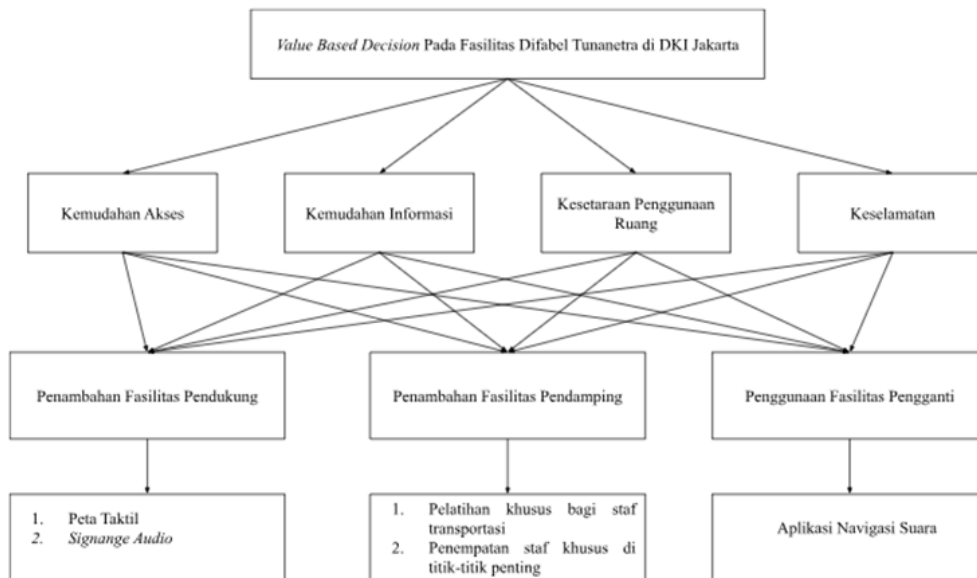 Value Based Decision Pada Fasilitas Difabel Tunanetra di DKI Jakarta
Kemudahan Akses
Kemudahan Informasi
Kesetaraan Penggunaan
Ruang
Keselamatan
Penambahan Fasilitas Pendukung
Penambahan Fasilitas Pendamping
Penggunaan Fasilitas Pengganti
1. Peta Taktil
2. Signange Audio
1. Pelatihan khusus bagi staf
transportasi
2. Penempatan staf khusus di
titik-titik penting
Aplikasi Navigasi Suara